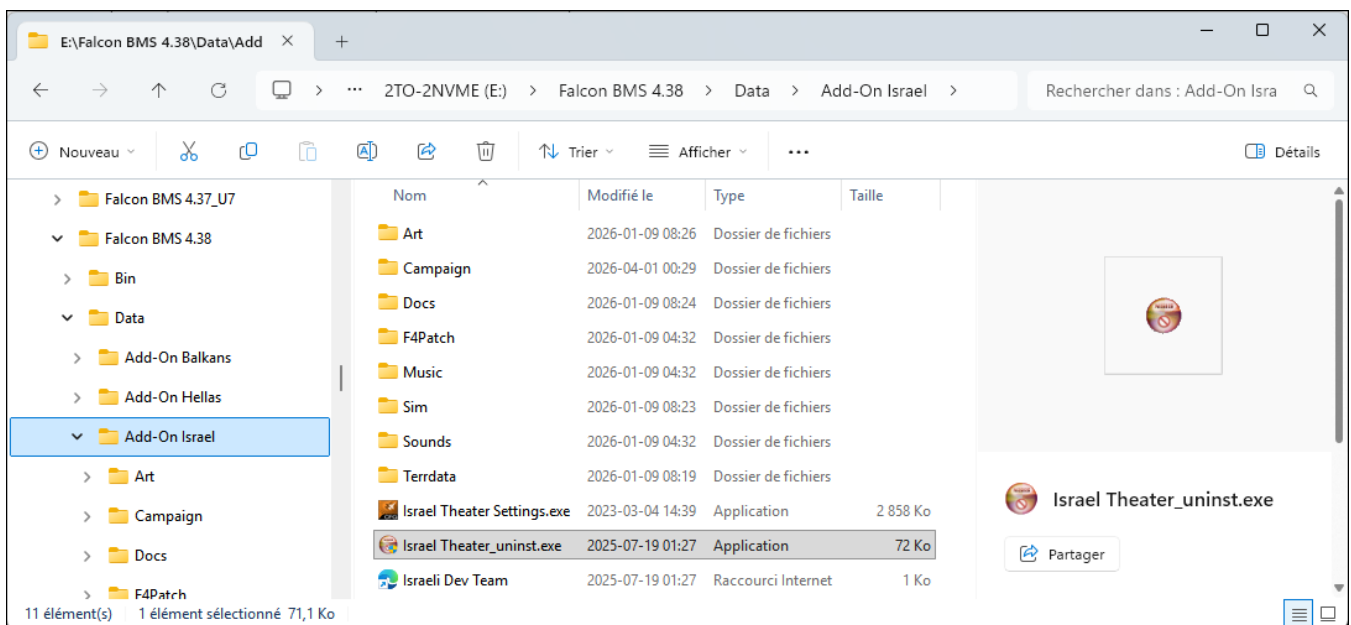 E:\Falcon BMS 4.38\Data\Add
2TO-2NVME (E:) > Falcon BMS 4.38 > Data > Add-On Israel >
Rechercher dans : Add-On Isra
Nouveau
Trier
Afficher
Détails
Falcon BMS 4.37_U7
Falcon BMS 4.38
Bin
Data
Add-On Balkans
Add-On Hellas
Add-On Israel
Art
Campaign
Docs
F4Patch
Nom Modifié le Type Taille
Art 2026-01-09 08:26 Dossier de fichiers
Campaign 2026-04-01 00:29 Dossier de fichiers
Docs 2026-01-09 08:24 Dossier de fichiers
F4Patch 2026-01-09 04:32 Dossier de fichiers
Music 2026-01-09 04:32 Dossier de fichiers
Sim 2026-01-09 08:23 Dossier de fichiers
Sounds 2026-01-09 04:32 Dossier de fichiers
Terrdata 2026-01-09 08:19 Dossier de fichiers
Israel Theater Settings.exe 2023-03-04 14:39 Application 2 858 Ko
Israel Theater_uninst.exe 2025-07-19 01:27 Application 72 Ko
Israeli Dev Team 2025-07-19 01:27 Raccourci Internet 1 Ko
Israel Theater_uninst.exe
Partager
11 élément(s) 1 élément sélectionné 71,1 Ko